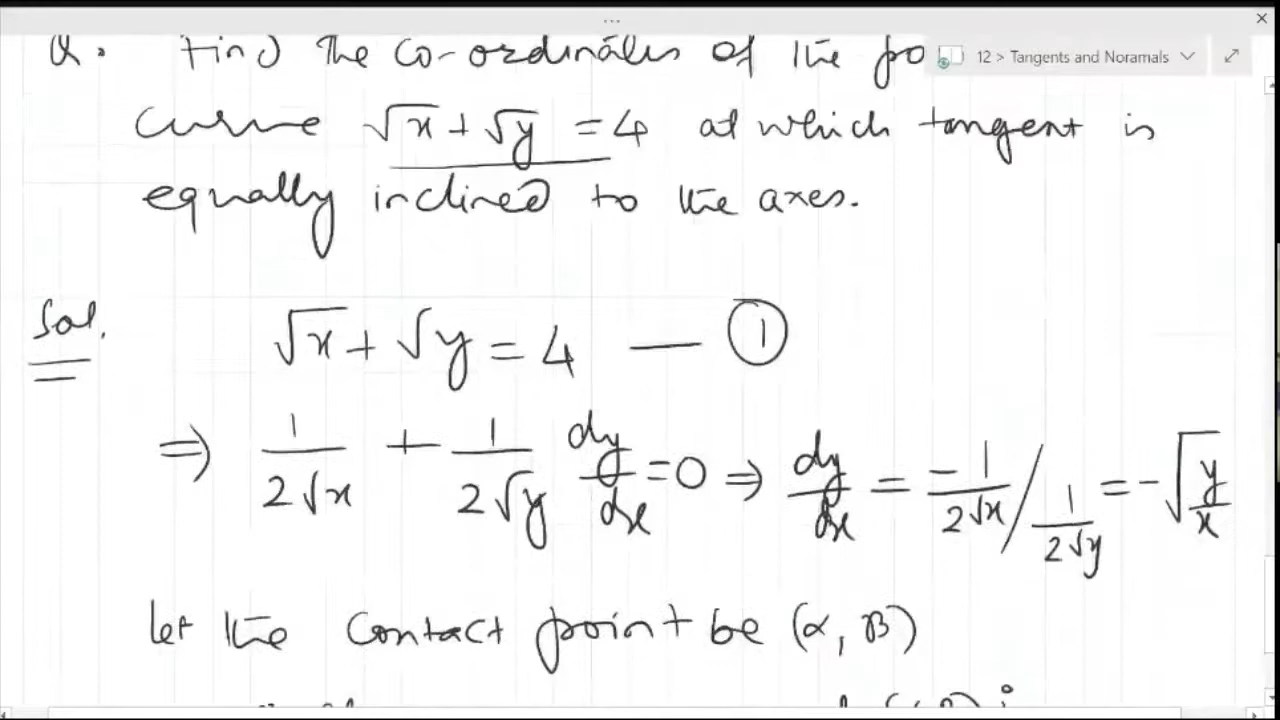 ...
Q. Find the co-ordinates of the po
12 > Tangents and Noramals
curve √x + √y = 4 at which tangent is
equally inclined to the axes.
Sol.
√x + √y = 4 — ①
⇒ 1/2√x + 1/2√y dy/dx = 0 ⇒ dy/dx = -1/2√x / 1/2√y = -√y/x
let the contact point be (α, β)